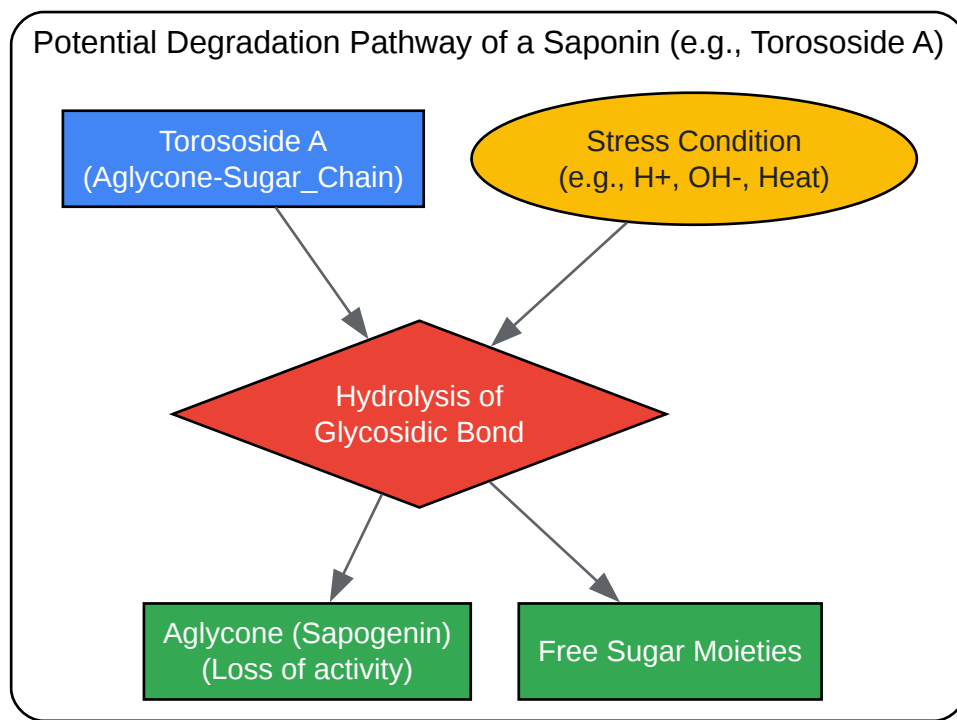 Potential Degradation Pathway of a Saponin (e.g., Torososide A)
Torososide A
(Aglycone-Sugar_Chain)
Stress Condition
(e.g., H+, OH-, Heat)
Hydrolysis of
Glycosidic Bond
Aglycone (Sapogenin)
(Loss of activity)
Free Sugar Moieties